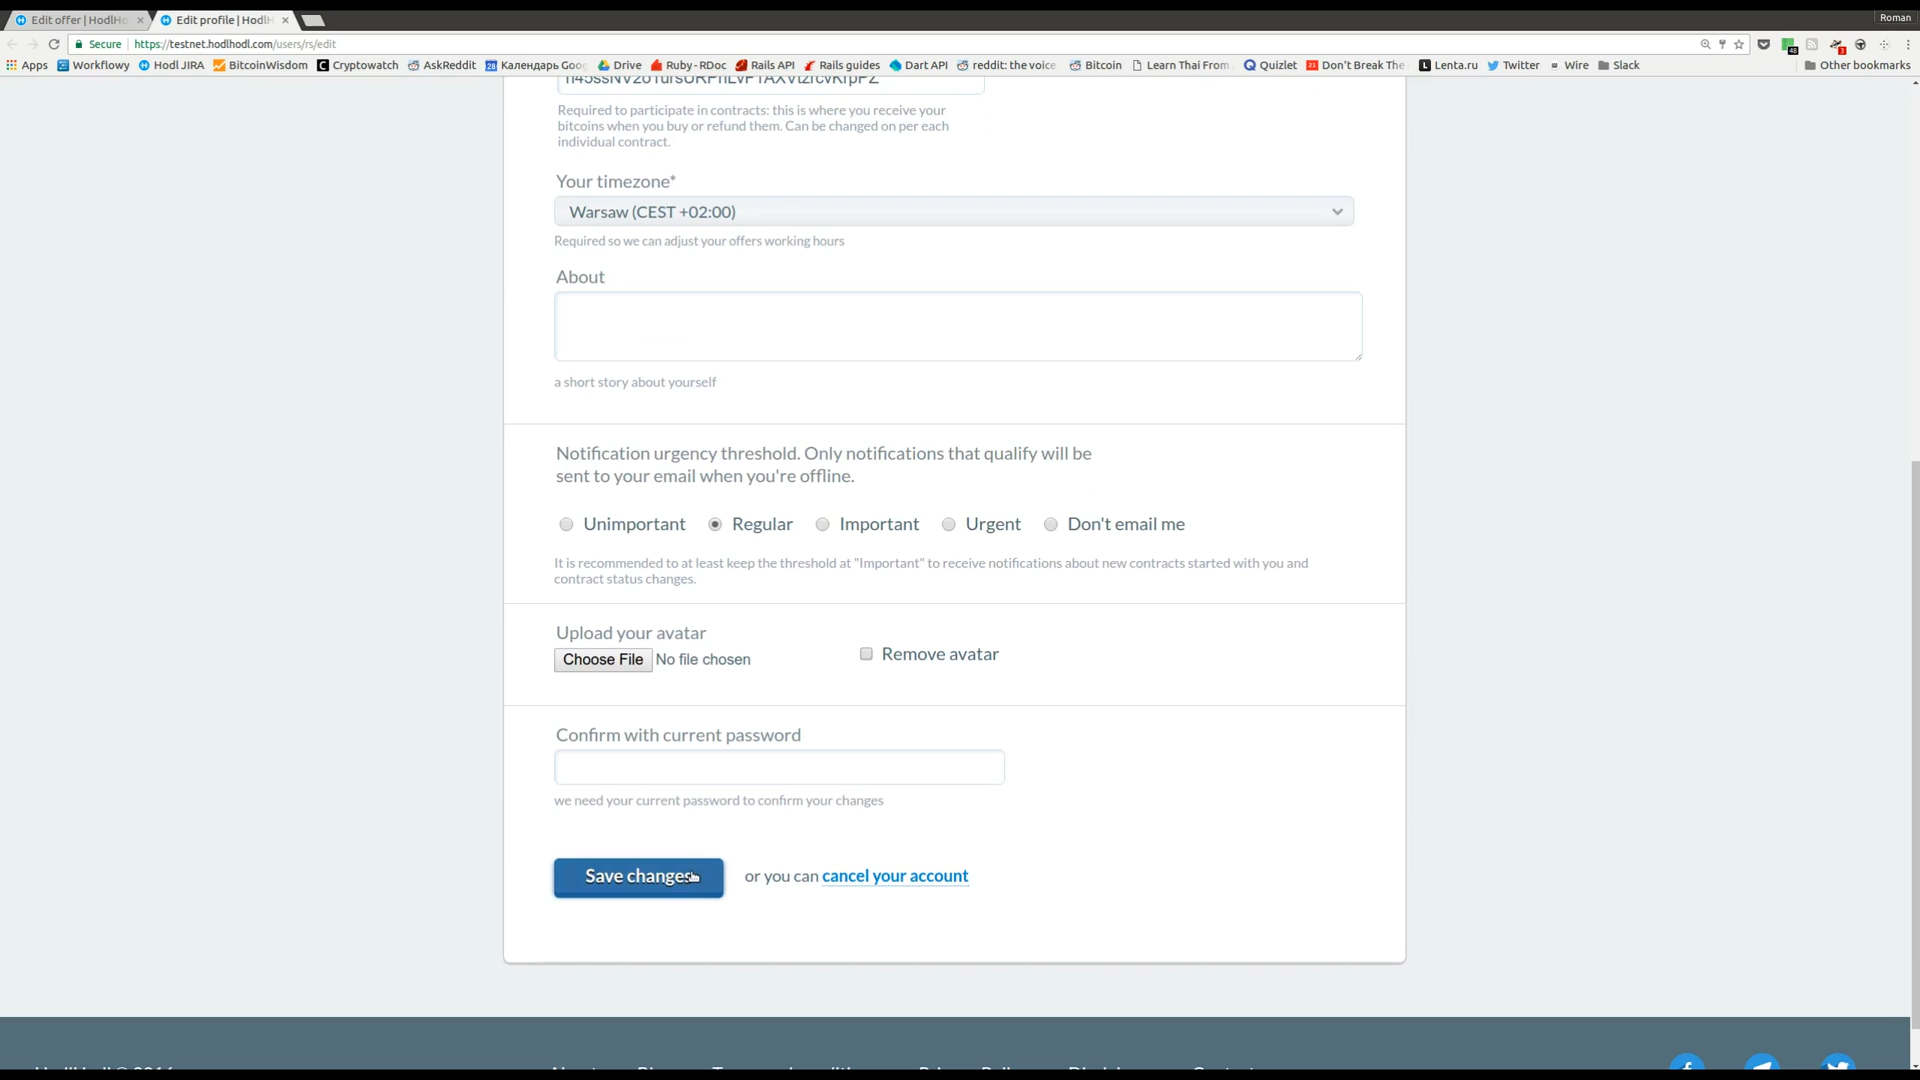 Roman
Edit offer | HodlHo
Edit profile | HodlH
Secure https://testnet.hodlhodl.com/users/rs/edit
Apps Workflowy Hodl JIRA BitcoinWisdom Cryptowatch AskReddit Календарь Goo Drive Ruby - RDoc Rails API Rails guides Dart API reddit: the voice Bitcoin Learn Thai From Quizlet Don't Break The Lenta.ru Twitter Wire Slack Other bookmarks
Required to participate in contracts: this is where you receive your
bitcoins when you buy or refund them. Can be changed on per each
individual contract.
Your timezone*
Warsaw (CEST +02:00)
Required so we can adjust your offers working hours
About
a short story about yourself
Notification urgency threshold. Only notifications that qualify will be
sent to your email when you're offline.
Unimportant Regular Important Urgent Don't email me
It is recommended to at least keep the threshold at "Important" to receive notifications about new contracts started with you and
contract status changes.
Upload your avatar
Choose File No file chosen
Remove avatar
Confirm with current password
we need your current password to confirm your changes
Save changes or you can cancel your account